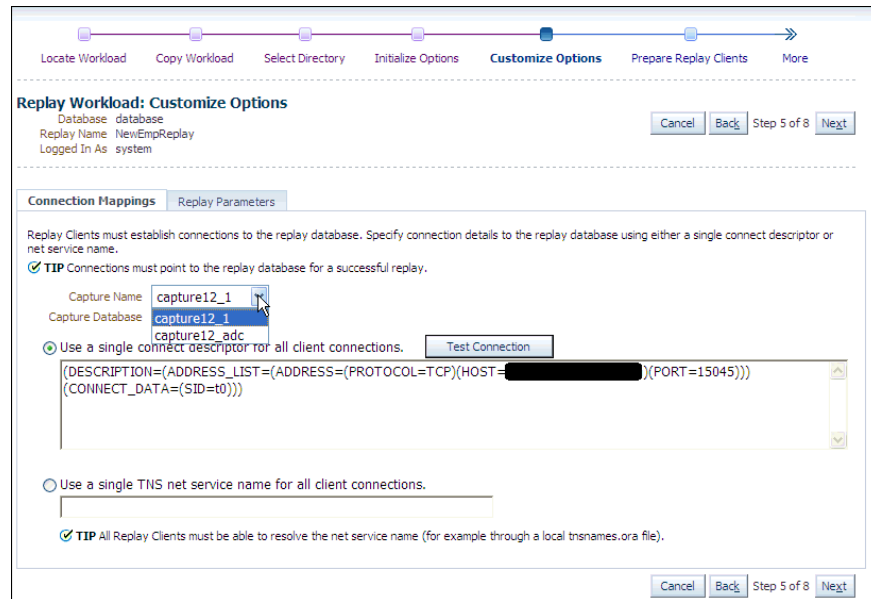 Locate Workload Copy Workload Select Directory Initialize Options Customize Options Prepare Replay Clients More
Replay Workload: Customize Options
Database database
Replay Name NewEmpReplay
Logged In As system
Cancel Back Step 5 of 8 Next
Connection Mappings Replay Parameters
Replay Clients must establish connections to the replay database. Specify connection details to the replay database using either a single connect descriptor or
net service name.
TIP Connections must point to the replay database for a successful replay.
Capture Name capture12_1
Capture Database capture12_1
capture12_adc
Use a single connect descriptor for all client connections. Test Connection
(DESCRIPTION=(ADDRESS_LIST=(ADDRESS=(PROTOCOL=TCP)(HOST= )(PORT=15045)))
(CONNECT_DATA=(SID=t0)))
Use a single TNS net service name for all client connections.
TIP All Replay Clients must be able to resolve the net service name (for example through a local tnsnames.ora file).
Cancel Back Step 5 of 8 Next